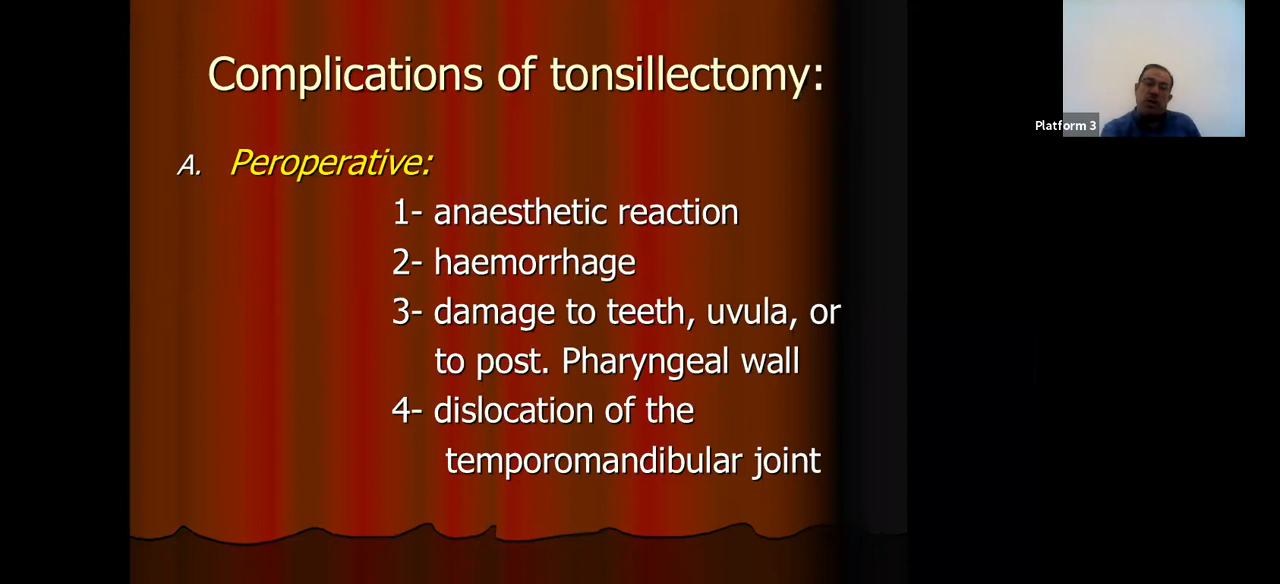 Complications of tonsillectomy:
Platform 3
A. Peroperative:
1- anaesthetic reaction
2- haemorrhage
3- damage to teeth, uvula, or
to post. Pharyngeal wall
4- dislocation of the
temporomandibular joint